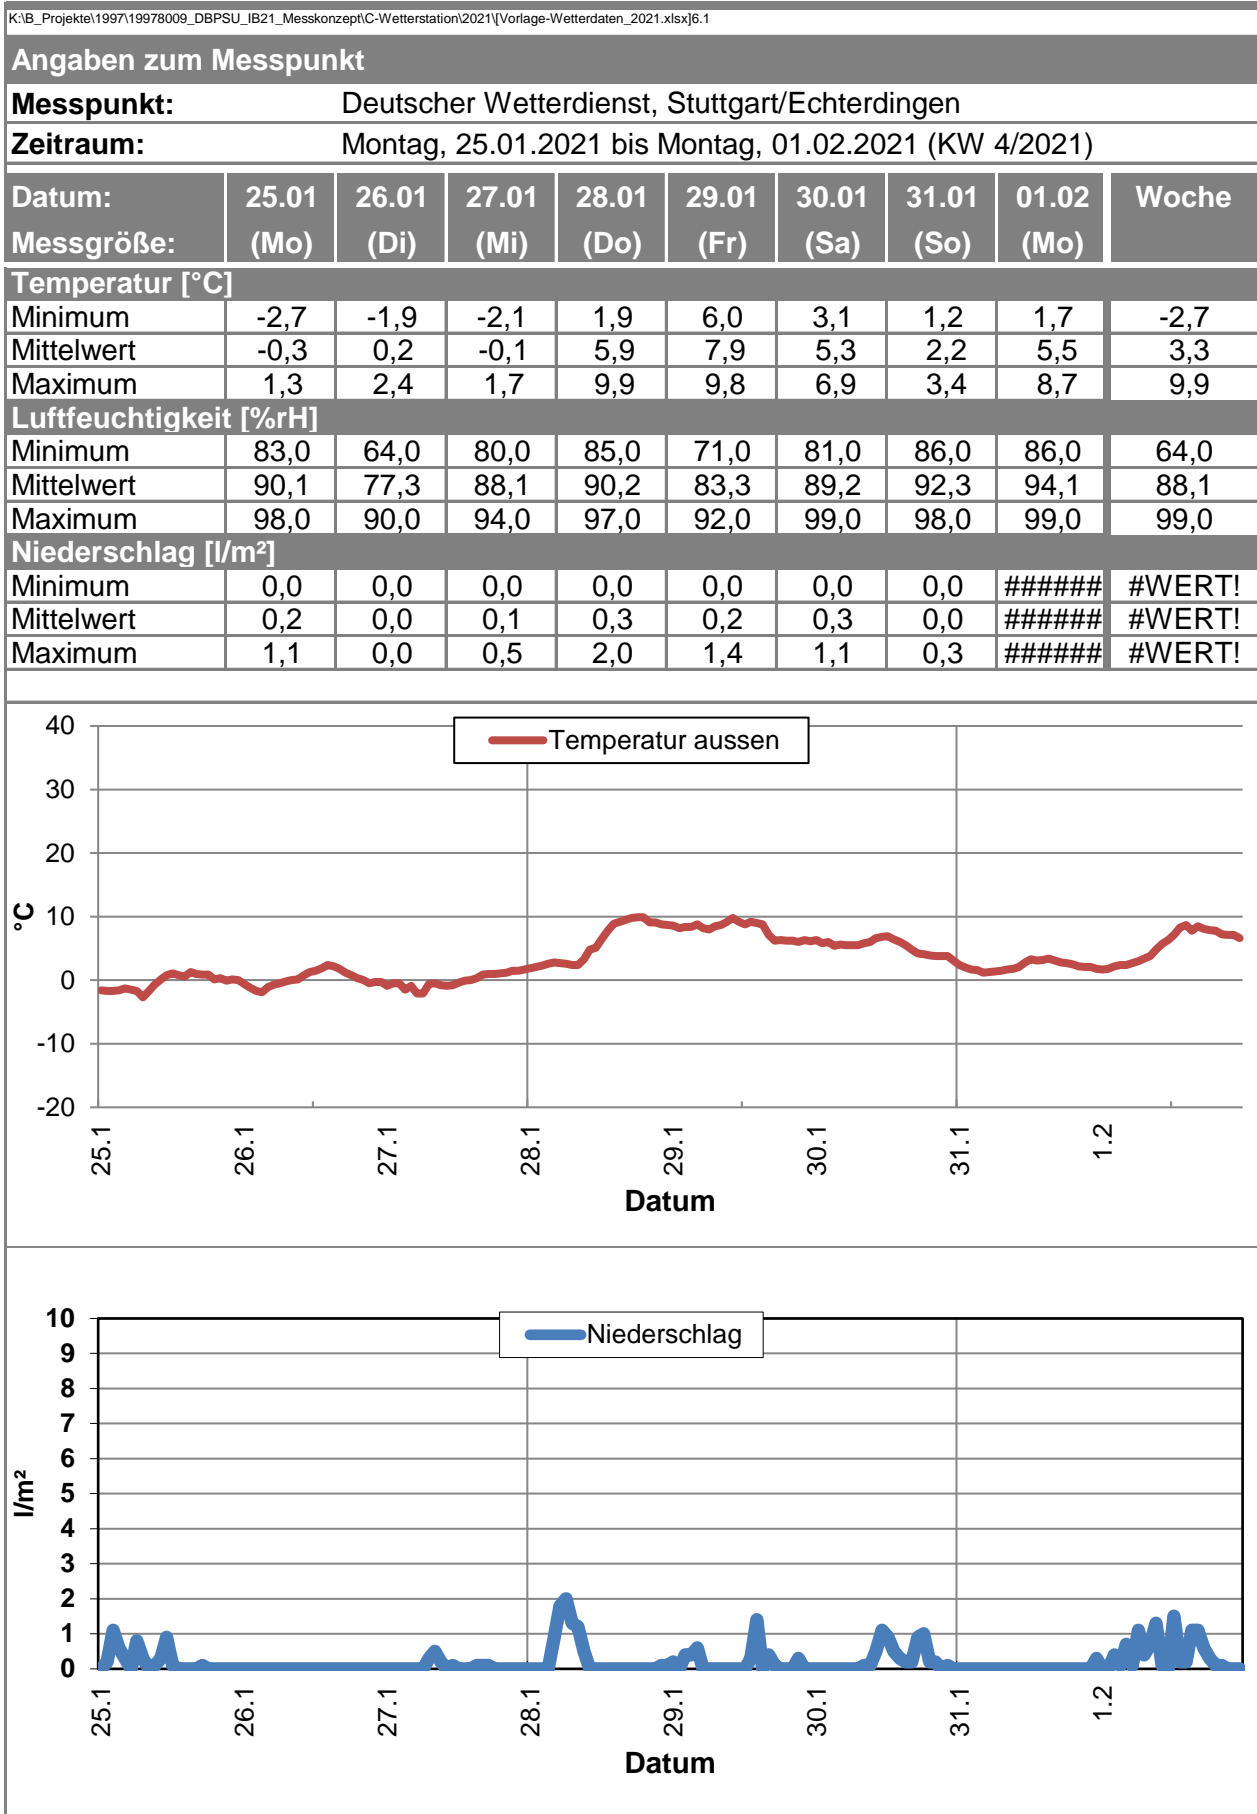 K:\B_Projekte\1997\19978009_DBPSU_IB21_Messkonzept\C-Wetterstation\2021\[Vorlage-Wetterdaten_2021.xlsx]6.1
Angaben zum Messpunkt
Messpunkt: Deutscher Wetterdienst, Stuttgart/Echterdingen
Zeitraum: Montag, 25.01.2021 bis Montag, 01.02.2021 (KW 4/2021)
Datum: 25.01 26.01 27.01 28.01 29.01 30.01 31.01 01.02 Woche
Messgröße: (Mo) (Di) (Mi) (Do) (Fr) (Sa) (So) (Mo)
Temperatur [°C]
Minimum -2,7 -1,9 -2,1 1,9 6,0 3,1 1,2 1,7 -2,7
Mittelwert -0,3 0,2 -0,1 5,9 7,9 5,3 2,2 5,5 3,3
Maximum 1,3 2,4 1,7 9,9 9,8 6,9 3,4 8,7 9,9
Luftfeuchtigkeit [%rH]
Minimum 83,0 64,0 80,0 85,0 71,0 81,0 86,0 86,0 64,0
Mittelwert 90,1 77,3 88,1 90,2 83,3 89,2 92,3 94,1 88,1
Maximum 98,0 90,0 94,0 97,0 92,0 99,0 98,0 99,0 99,0
Niederschlag [l/m²]
Minimum 0,0 0,0 0,0 0,0 0,0 0,0 0,0 ###### #WERT!
Mittelwert 0,2 0,0 0,1 0,3 0,2 0,3 0,0 ###### #WERT!
Maximum 1,1 0,0 0,5 2,0 1,4 1,1 0,3 ###### #WERT!
Temperatur aussen
40
30
20
10
0
-10
-20
°C
25.1 26.1 27.1 28.1 29.1 30.1 31.1 1.2
Datum
Niederschlag
10
9
8
7
6
5
4
3
2
1
0
l/m²
25.1 26.1 27.1 28.1 29.1 30.1 31.1 1.2
Datum